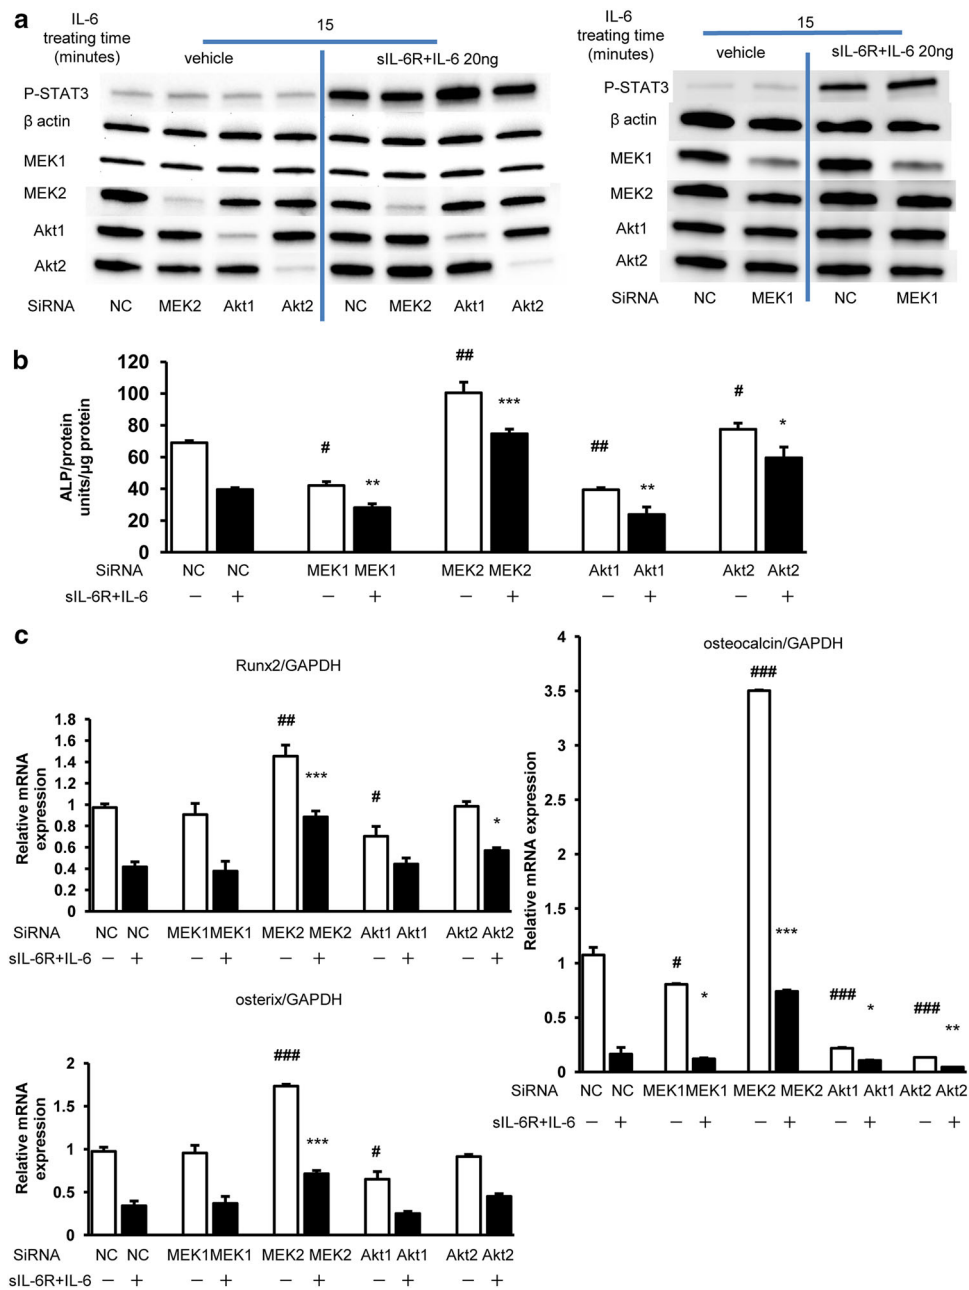 a
IL-6
treating time
(minutes)
15
vehicle
sIL-6R+IL-6 20ng
P-STAT3
β actin
MEK1
MEK2
Akt1
Akt2
SiRNA NC MEK2 Akt1 Akt2 NC MEK2 Akt1 Akt2
IL-6
treating time
(minutes)
15
vehicle
sIL-6R+IL-6 20ng
P-STAT3
β actin
MEK1
MEK2
Akt1
Akt2
SiRNA NC MEK1 NC MEK1
b
ALP/protein
units/μg protein
120
100
80
60
40
20
0
# ** ## *** ## ** # *
SiRNA NC NC MEK1 MEK1 MEK2 MEK2 Akt1 Akt1 Akt2 Akt2
sIL-6R+IL-6 − + − + − + − + − +
c
Runx2/GAPDH
Relative mRNA
expression
1.8
1.6
1.4
1.2
1
0.8
0.6
0.4
0.2
0
## *** # *
SiRNA NC NC MEK1MEK1 MEK2 MEK2 Akt1 Akt1 Akt2 Akt2
sIL-6R+IL-6 − + − + − + − + − +
osterix/GAPDH
Relative mRNA
expression
2
1.5
1
0.5
0
### *** #
SiRNA NC NC MEK1MEK1 MEK2 MEK2 Akt1 Akt1 Akt2 Akt2
sIL-6R+IL-6 − + − + − + − + − +
osteocalcin/GAPDH
Relative mRNA expression
4
3.5
3
2.5
2
1.5
1
0.5
0
# * ### *** ### * ### **
SiRNA NC NC MEK1MEK1 MEK2 MEK2 Akt1 Akt1 Akt2 Akt2
sIL-6R+IL-6 − + − + − + − + − +